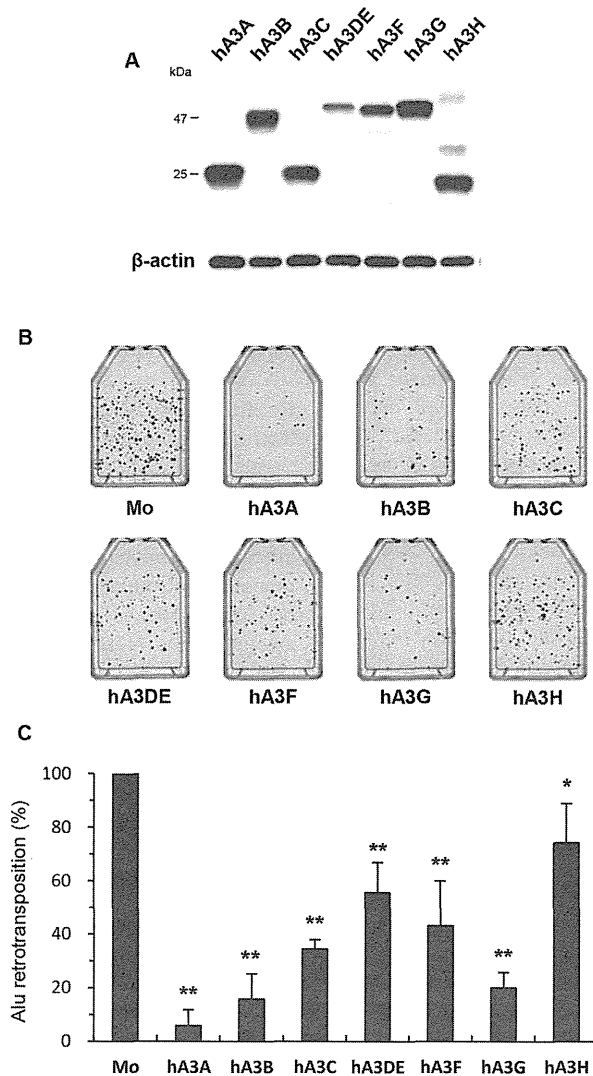 hA3A hA3B hA3C hA3DE hA3F hA3G hA3H
A
kDa
47
25
β-actin
B
Mo hA3A hA3B hA3C
hA3DE hA3F hA3G hA3H
C
Alu retrotransposition (%)
100
80
60
40
20
0
** ** ** ** ** ** *
Mo hA3A hA3B hA3C hA3DE hA3F hA3G hA3H